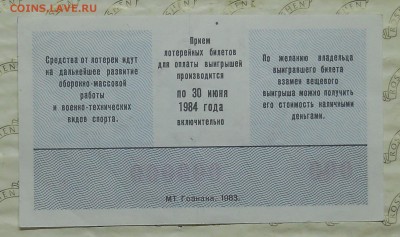 COINS.LAVE.RU
Средства от лотереи идут
на дальнейшее развитие
оборонно-массовой
работы
и военно-технических
видов спорта.
Прием
лотерейных билетов
для оплаты выигрышей
производится
по 30 июня
1984 года
включительно
По желанию владельца
выигравшего билета
взамен вещевого
выигрыша можно получить
его стоимость наличными
деньгами.
МТ Гознака. 1983.